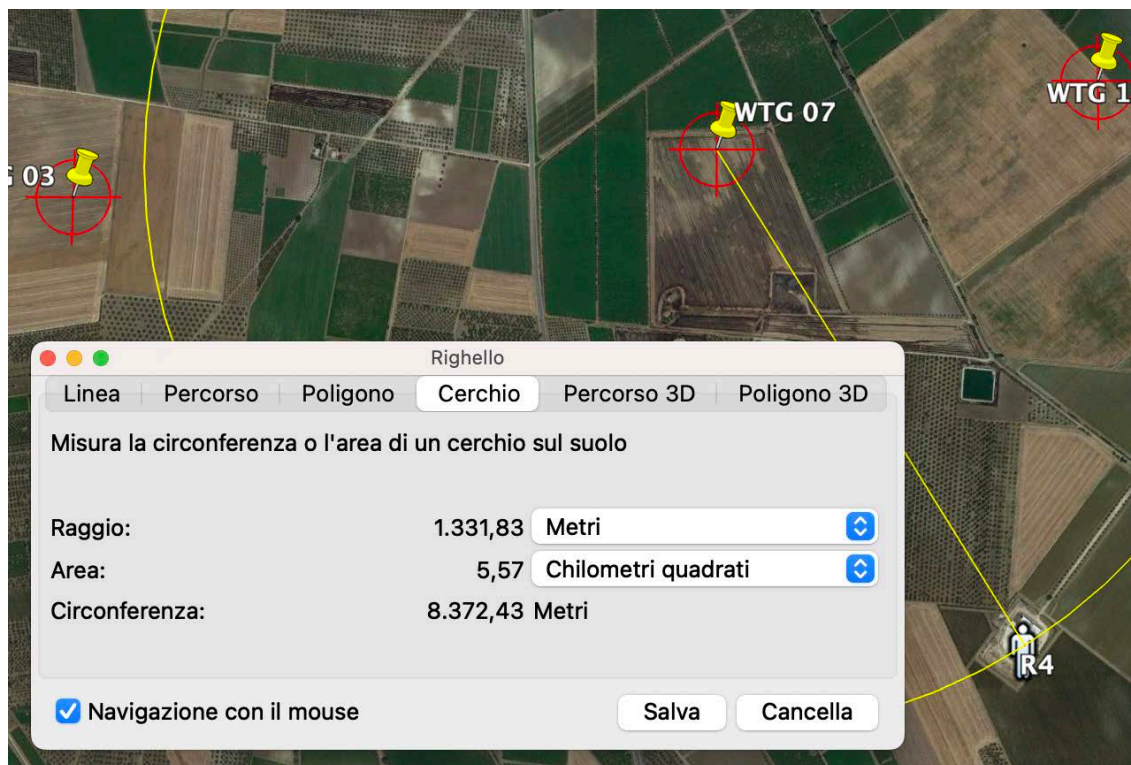 WTG 07
WTG 1
G 03
Righello
Linea Percorso Poligono Cerchio Percorso 3D Poligono 3D
Misura la circonferenza o l'area di un cerchio sul suolo
Raggio: 1.331,83 Metri
Area: 5,57 Chilometri quadrati
Circonferenza: 8.372,43 Metri
R4
Navigazione con il mouse Salva Cancella